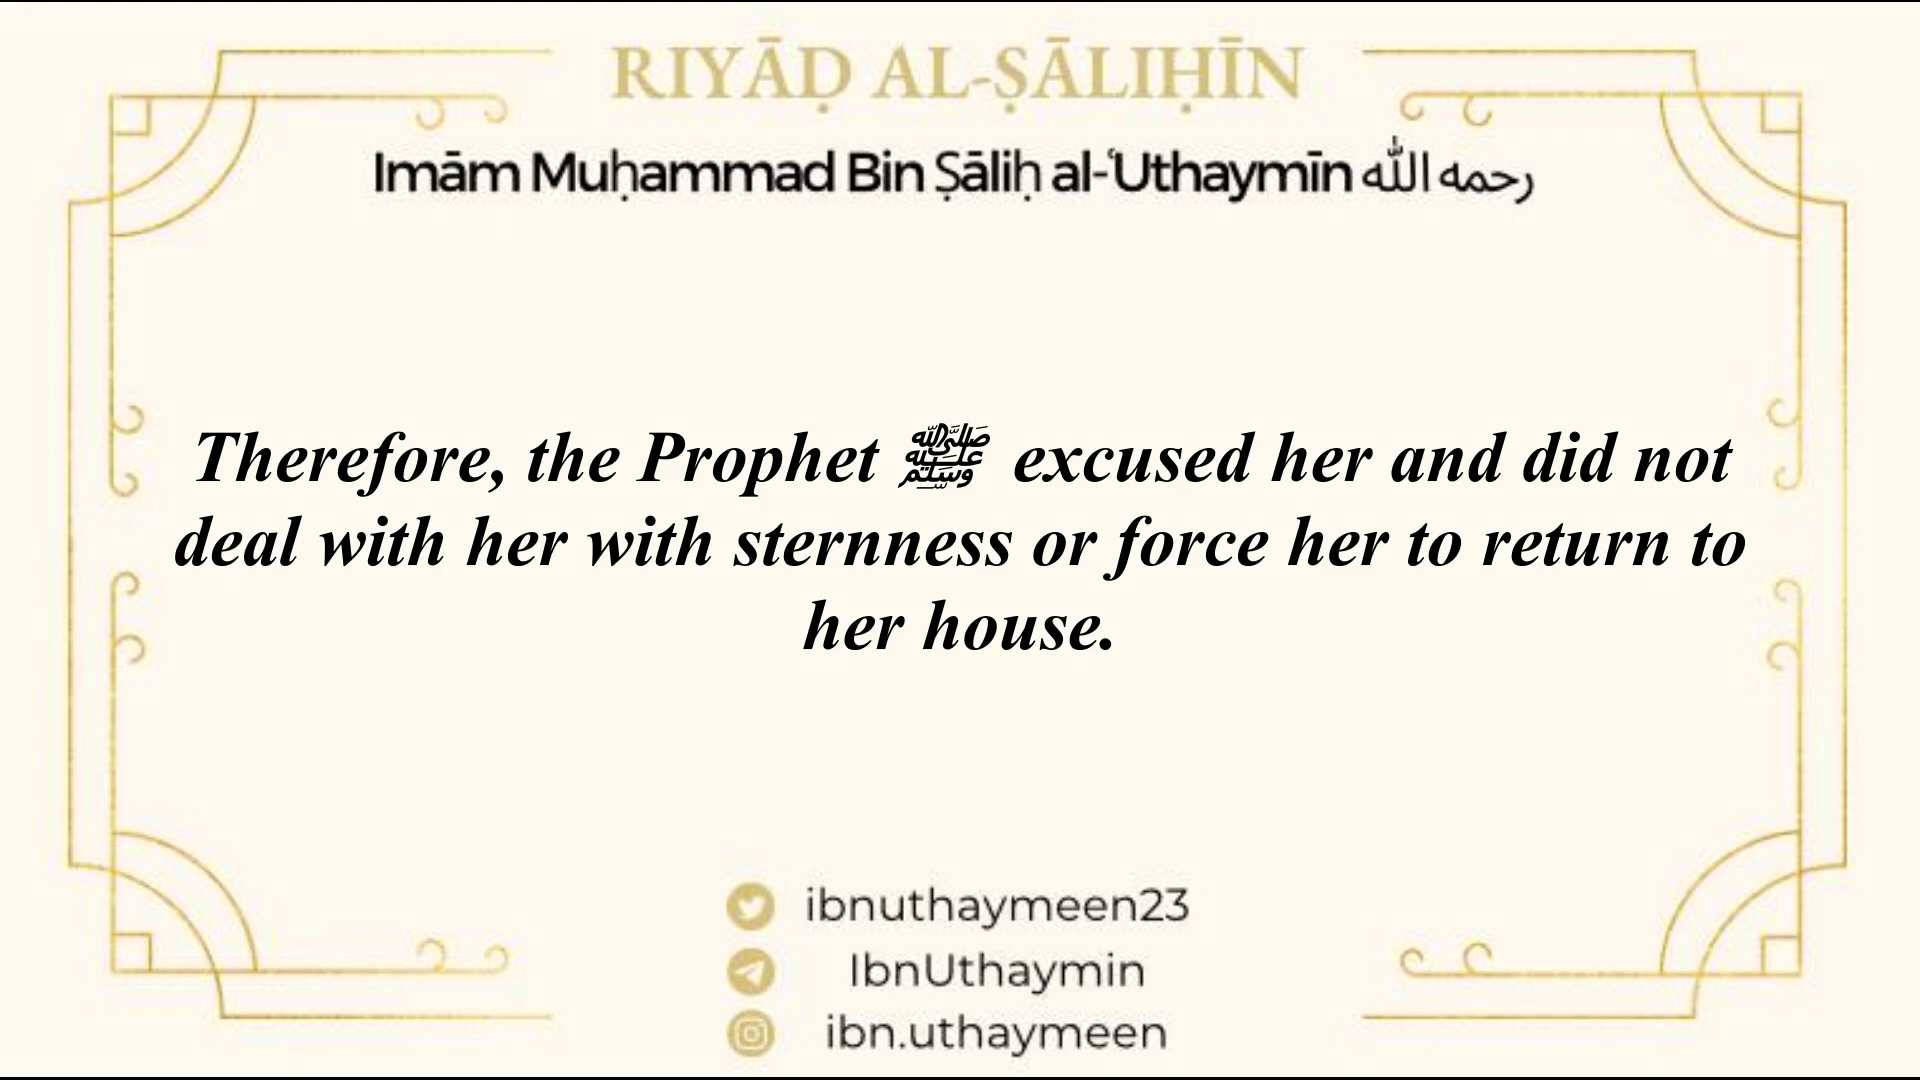 RIYĀḌ AL-ṢĀLIḤĪN
Imām Muḥammad Bin Ṣāliḥ al-ʿUthaymīn رحمه الله
Therefore, the Prophet ﷺ excused her and did not
deal with her with sternness or force her to return to
her house.
ibnuthaymeen23
IbnUthaymin
ibn.uthaymeen